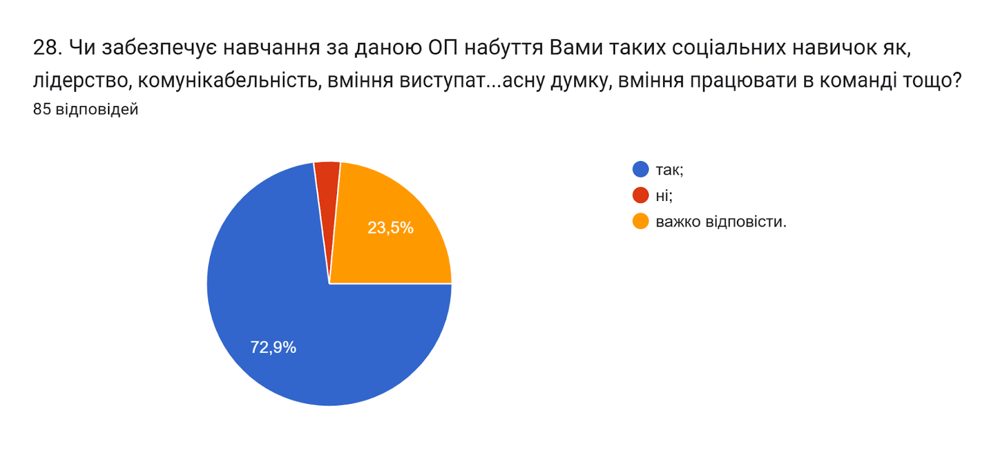 28. Чи забезпечує навчання за даною ОП набуття Вами таких соціальних навичок як,
лідерство, комунікабельність, вміння виступат...асну думку, вміння працювати в команді тощо?
85 відповідей
так;
ні;
важко відповісти.
23,5%
72,9%